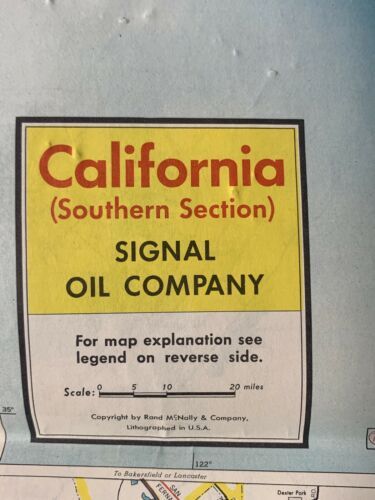 California
(Southern Section)
SIGNAL
OIL COMPANY
For map explanation see
legend on reverse side.
Scale: 0 5 10 20 miles
Copyright by Rand McNally & Company,
Lithographed in U.S.A.
35°
122°
To Bakersfield or Lancaster
SAN
Dexter Park